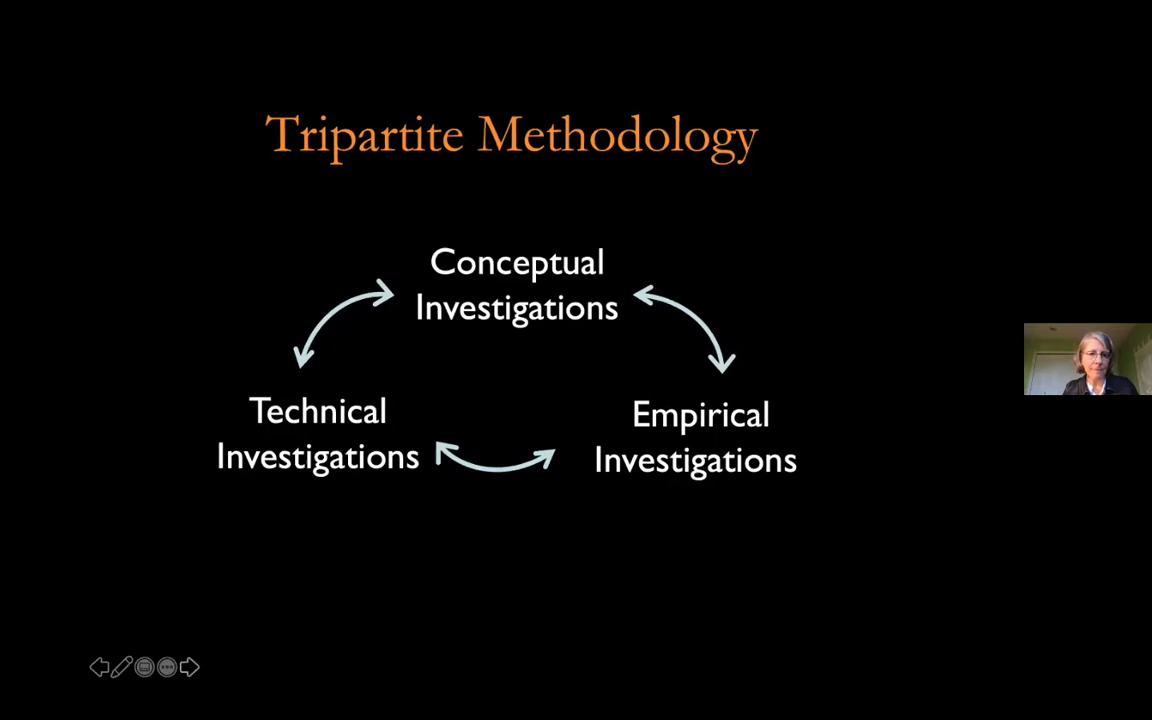 Tripartite Methodology
Conceptual
Investigations
Technical
Investigations
Empirical
Investigations